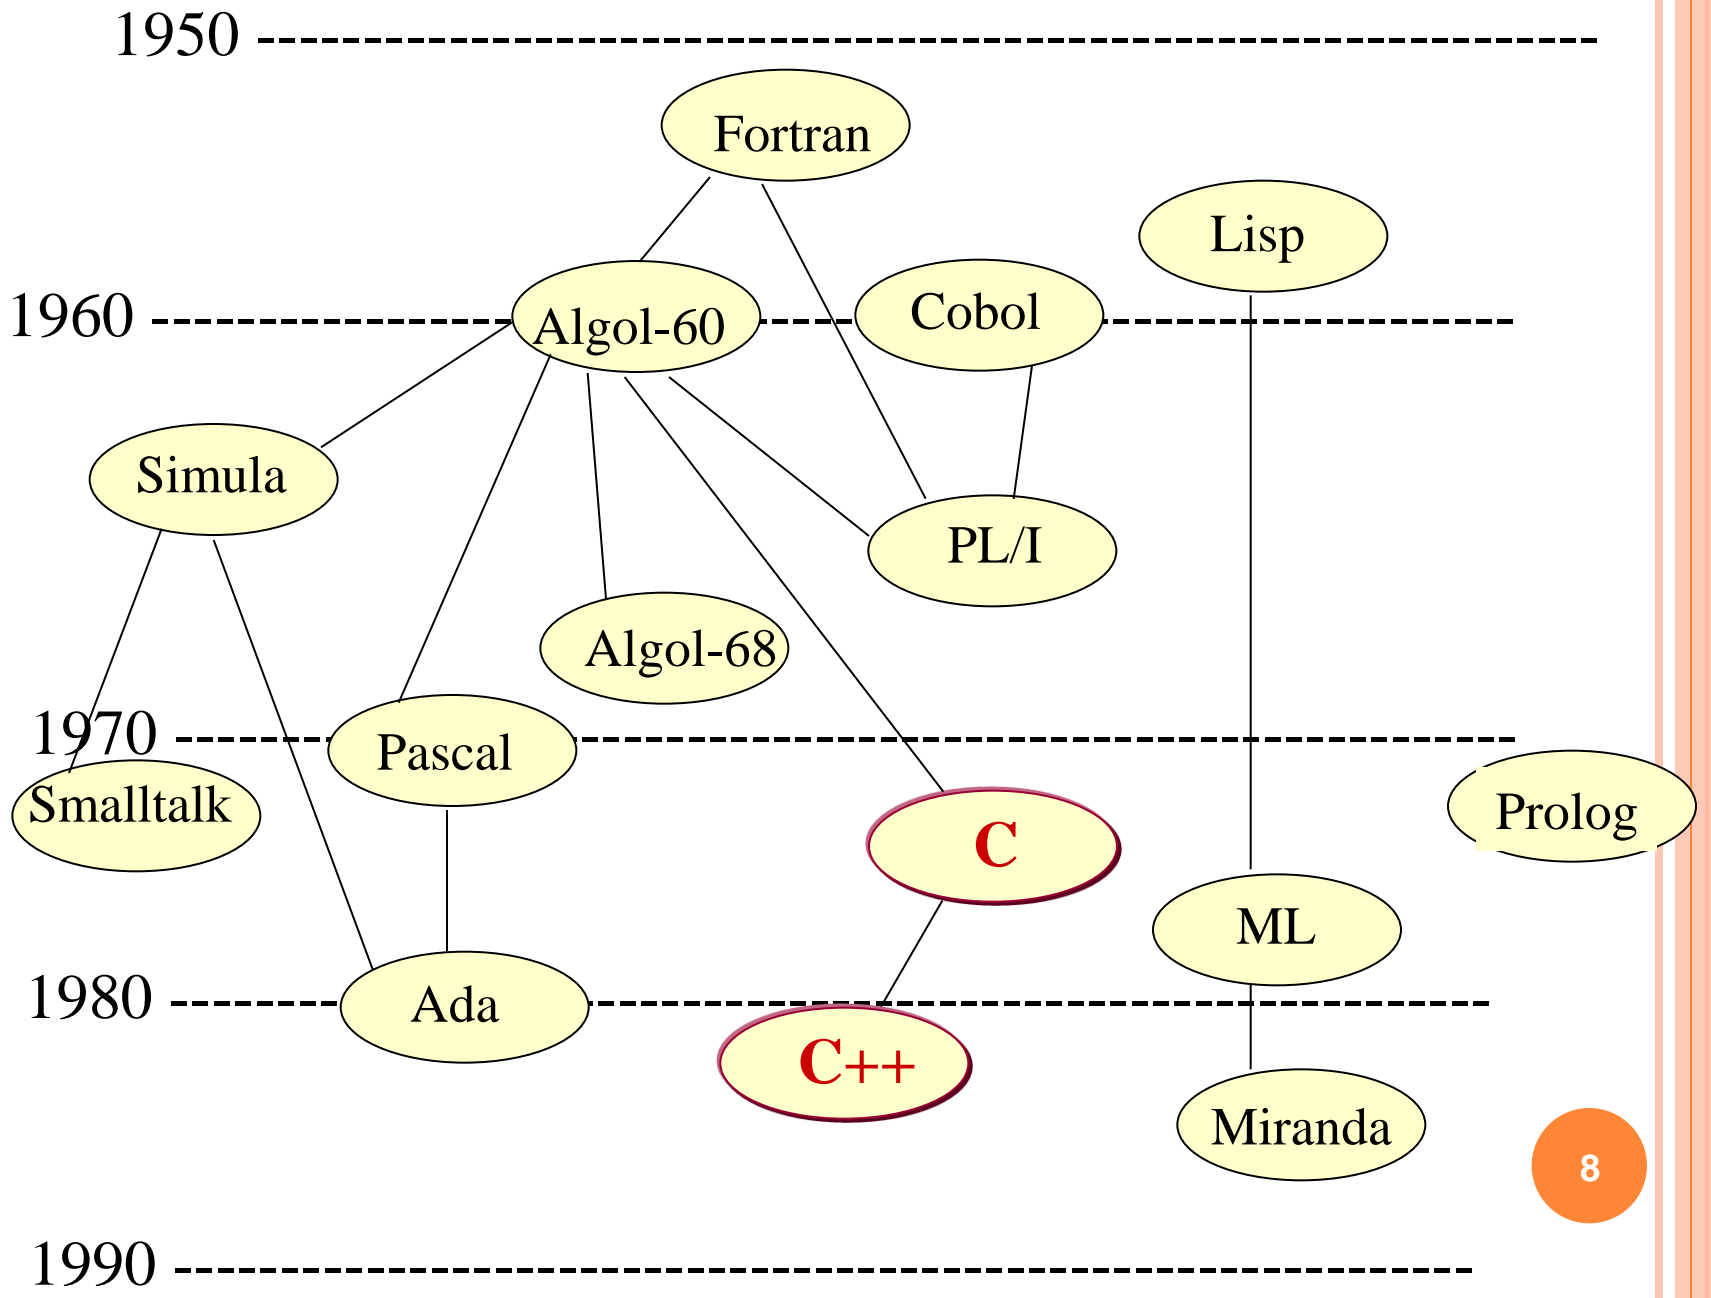 1950
Fortran
Lisp
1960
Algol-60
Cobol
Simula
PL/I
Algol-68
1970
Pascal
Smalltalk
Prolog
C
ML
1980
Ada
C++
Miranda
8
1990